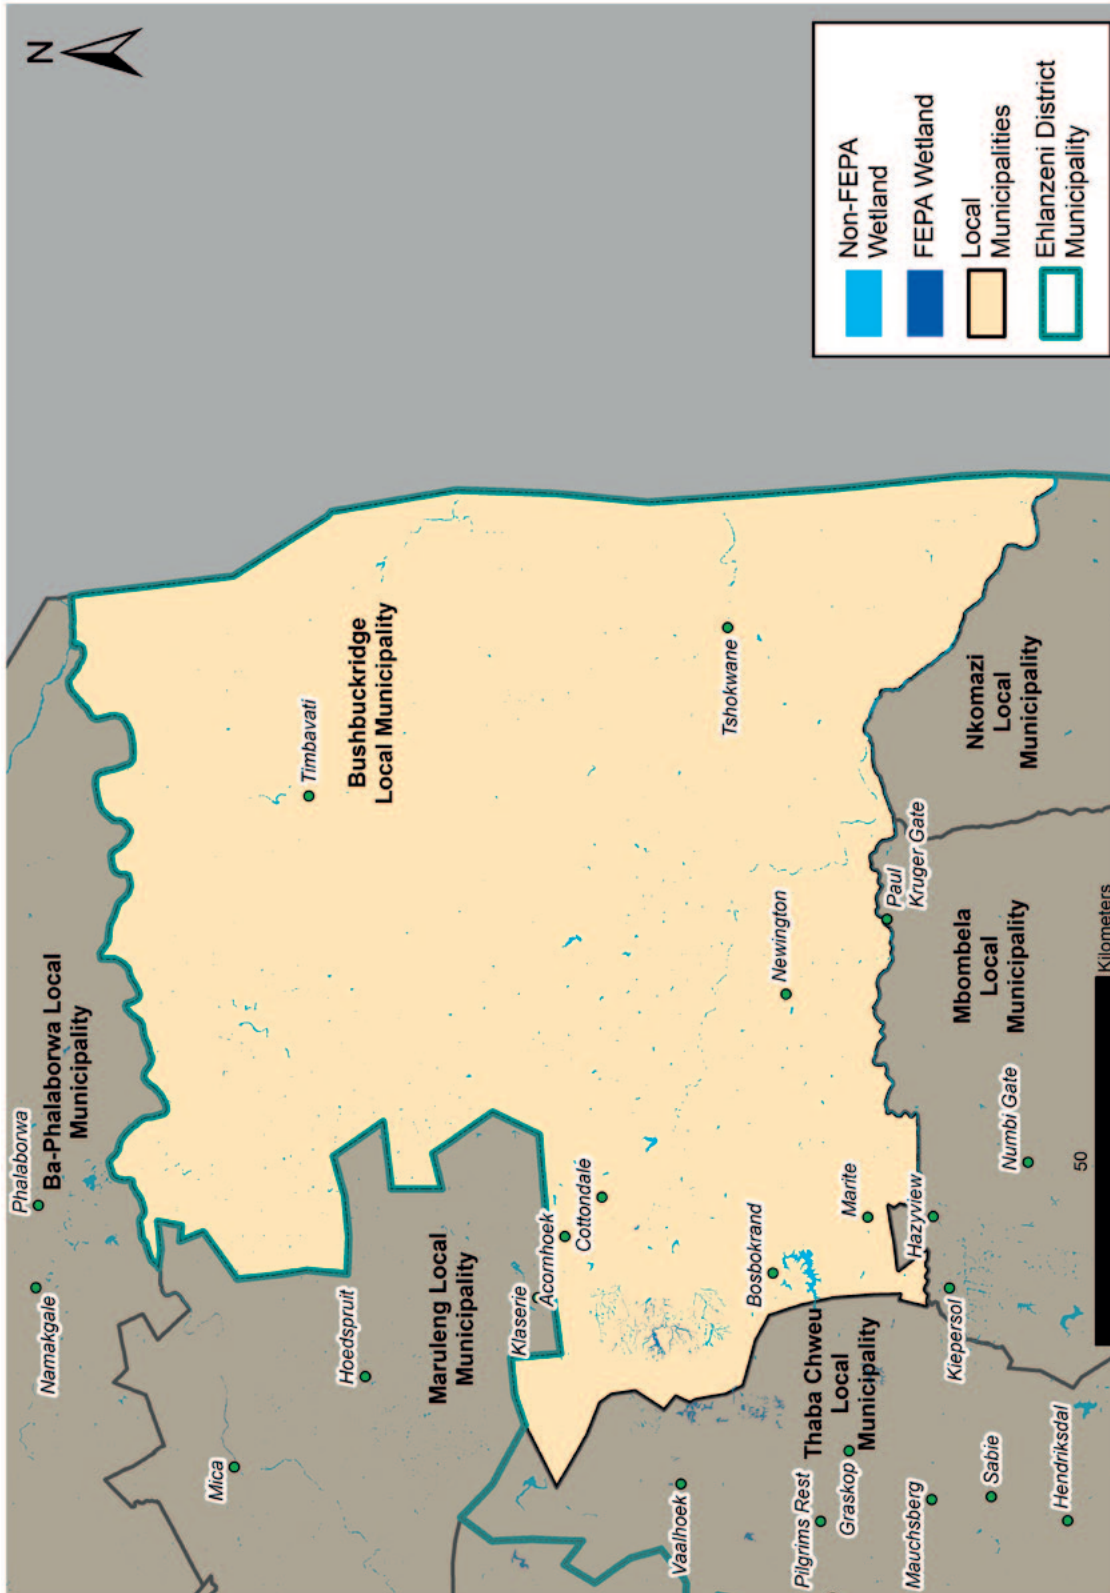 N
Phalaborwa
Namakgale
Ba-Phalaborwa Local
Municipality
Mica
Hoedspruit
Timbavati
Bushbuckridge
Local Municipality
Maruleng Local
Municipality
Klaserie
Acornhoek
Cottondale
Vaalhoek
Tshokwane
Newington
Bosbokrand
Pilgrims Rest
Graskop
Thaba Chweu
Local
Municipality
Marite
Paul
Kruger Gate
Mauchsberg
Hazyview
Kiepersol
Sabie
Numbi Gate
Hendriksdal
Mbombela
Local
Municipality
Nkomazi
Local
Municipality
50
Kilometers
Non-FEPA
Wetland
FEPA Wetland
Local
Municipalities
Ehlanzeni District
Municipality